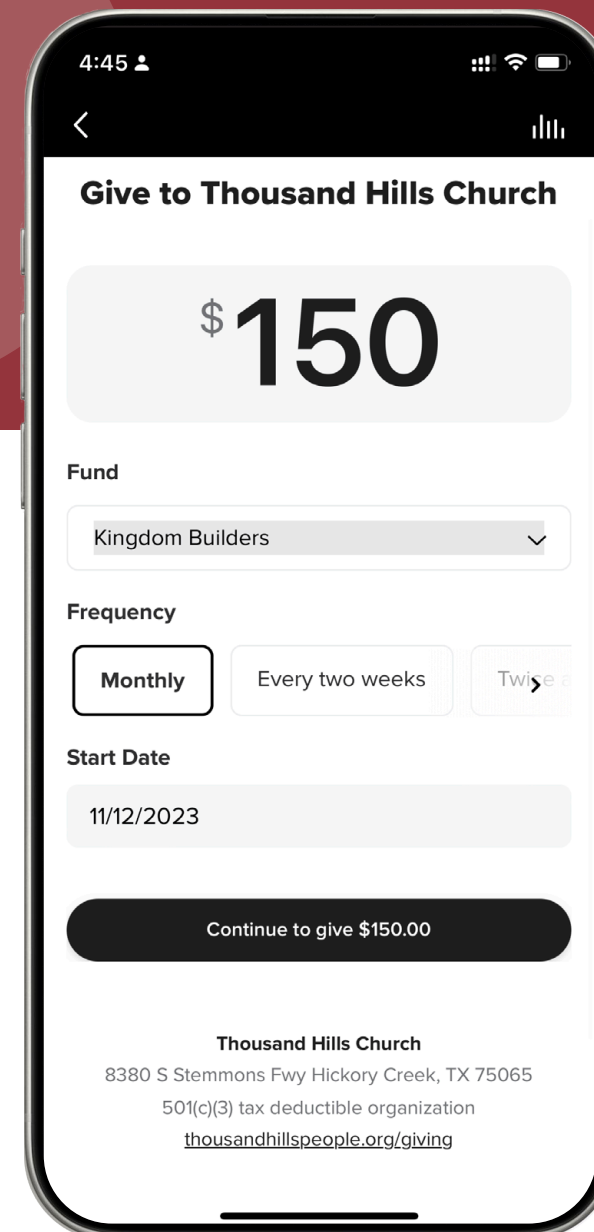 4:45
Give to Thousand Hills Church
$150
Fund
Kingdom Builders
Frequency
Monthly Every two weeks Twice a
Start Date
11/12/2023
Continue to give $150.00
Thousand Hills Church
8380 S Stemmons Fwy Hickory Creek, TX 75065
501(c)(3) tax deductible organization
thousandhillspeople.org/giving